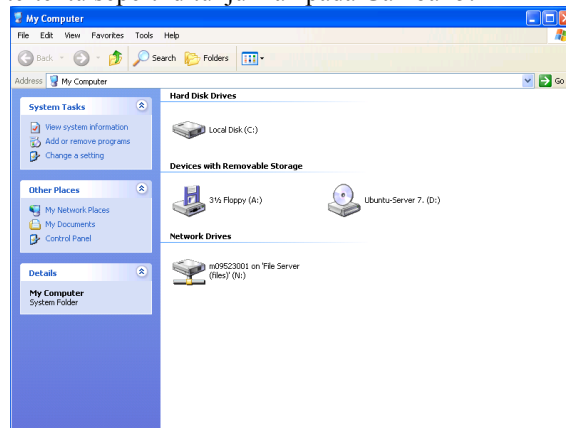 My Computer
File Edit View Favorites Tools Help
Back Search Folders
Address My Computer Go
System Tasks
View system information
Add or remove programs
Change a setting
Other Places
My Network Places
My Documents
Control Panel
Details
My Computer
System Folder
Hard Disk Drives
Local Disk (C:)
Devices with Removable Storage
3½ Floppy (A:) Ubuntu-Server 7. (D:)
Network Drives
m09523001 on 'File Server
(files)' (N:)